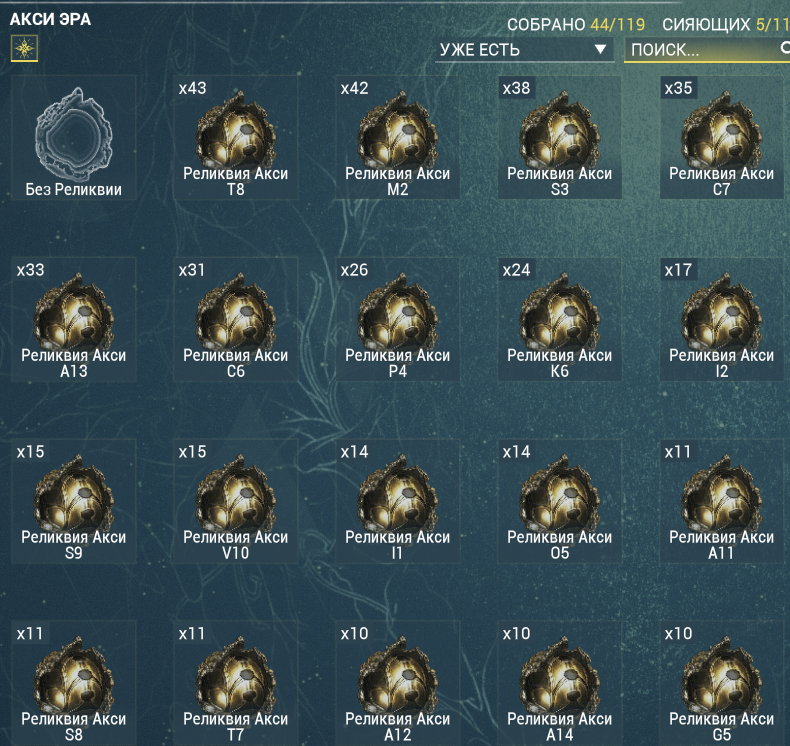 АКСИ ЭРА
СОБРАНО 44/119 СИЯЮЩИХ 5/11
УЖЕ ЕСТЬ
ПОИСК...
Без Реликвии
x43
Реликвия Акси
T8
x42
Реликвия Акси
M2
x38
Реликвия Акси
S3
x35
Реликвия Акси
C7
x33
Реликвия Акси
A13
x31
Реликвия Акси
C6
x26
Реликвия Акси
P4
x24
Реликвия Акси
K6
x17
Реликвия Акси
I2
x15
Реликвия Акси
S9
x15
Реликвия Акси
V10
x14
Реликвия Акси
I1
x14
Реликвия Акси
O5
x11
Реликвия Акси
A11
x11
Реликвия Акси
S8
x11
Реликвия Акси
T7
x10
Реликвия Акси
A12
x10
Реликвия Акси
A14
x10
Реликвия Акси
G5